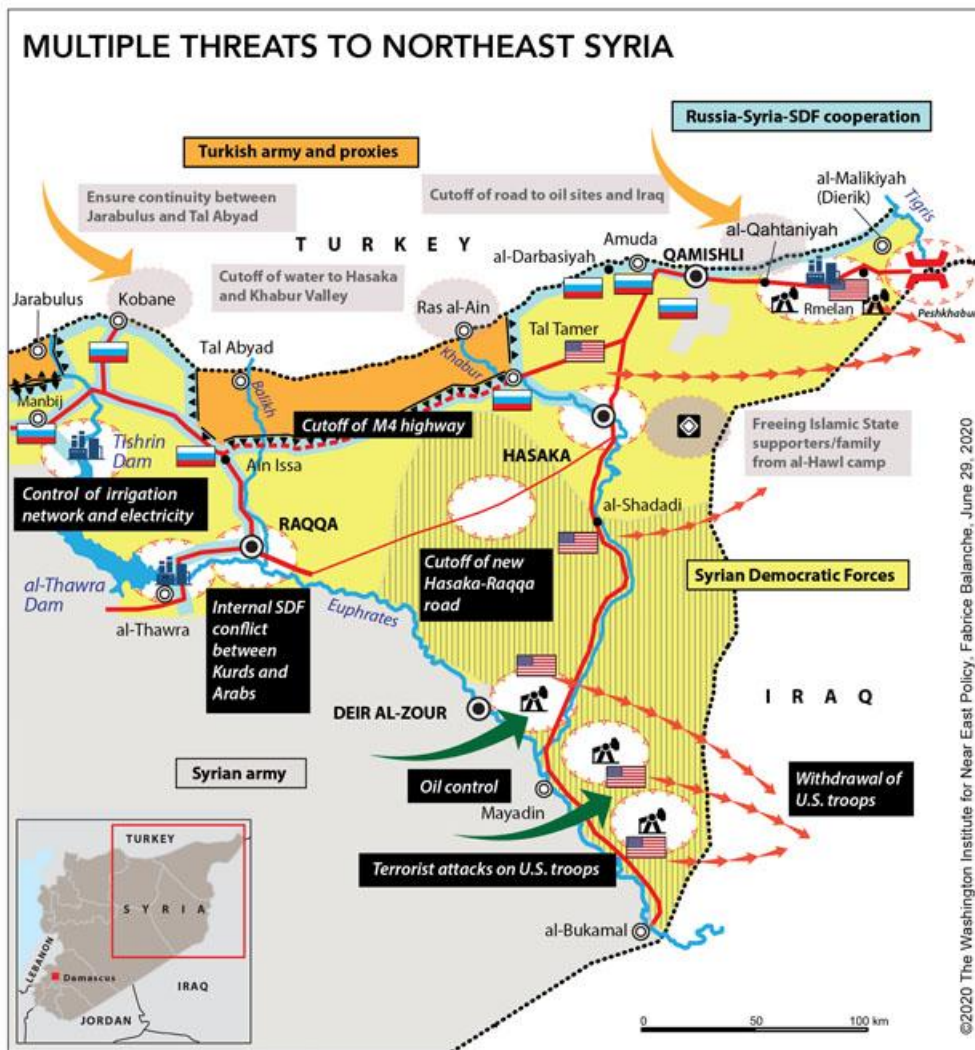 MULTIPLE THREATS TO NORTHEAST SYRIA
Russia-Syria-SDF cooperation
Turkish army and proxies
Ensure continuity between
Jarabulus and Tal Abyad
Cutoff of road to oil sites and Iraq
al-Malikiyah
(Dierik)
Tigris
TURKEY
Amuda
QAMISHLI
al-Qahtaniyah
al-Darbasiyah
Cutoff of water to Hasaka
and Khabur Valley
Jarabulus
Kobane
Ras al-Ain
Rmelan
Peshkhabur
Tal Abyad
Tal Tamer
Khabur
Balikh
Manbij
Cutoff of M4 highway
Tishrin
Dam
Ain Issa
HASAKA
Freeing Islamic State
supporters/family
from al-Hawl camp
Control of irrigation
network and electricity
al-Shadadi
RAQQA
Cutoff of new
Hasaka-Raqqa
road
Syrian Democratic Forces
al-Thawra
Dam
Euphrates
al-Thawra
Internal SDF
conflict
between
Kurds and
Arabs
IRAQ
DEIR AL-ZOUR
Syrian army
Oil control
Mayadin
Withdrawal of
U.S. troops
Terrorist attacks on U.S. troops
al-Bukamal
TURKEY
SYRIA
LEBANON
Damascus
IRAQ
JORDAN
0 50 100 km
©2020 The Washington Institute for Near East Policy, Fabrice Balanche, June 29, 2020